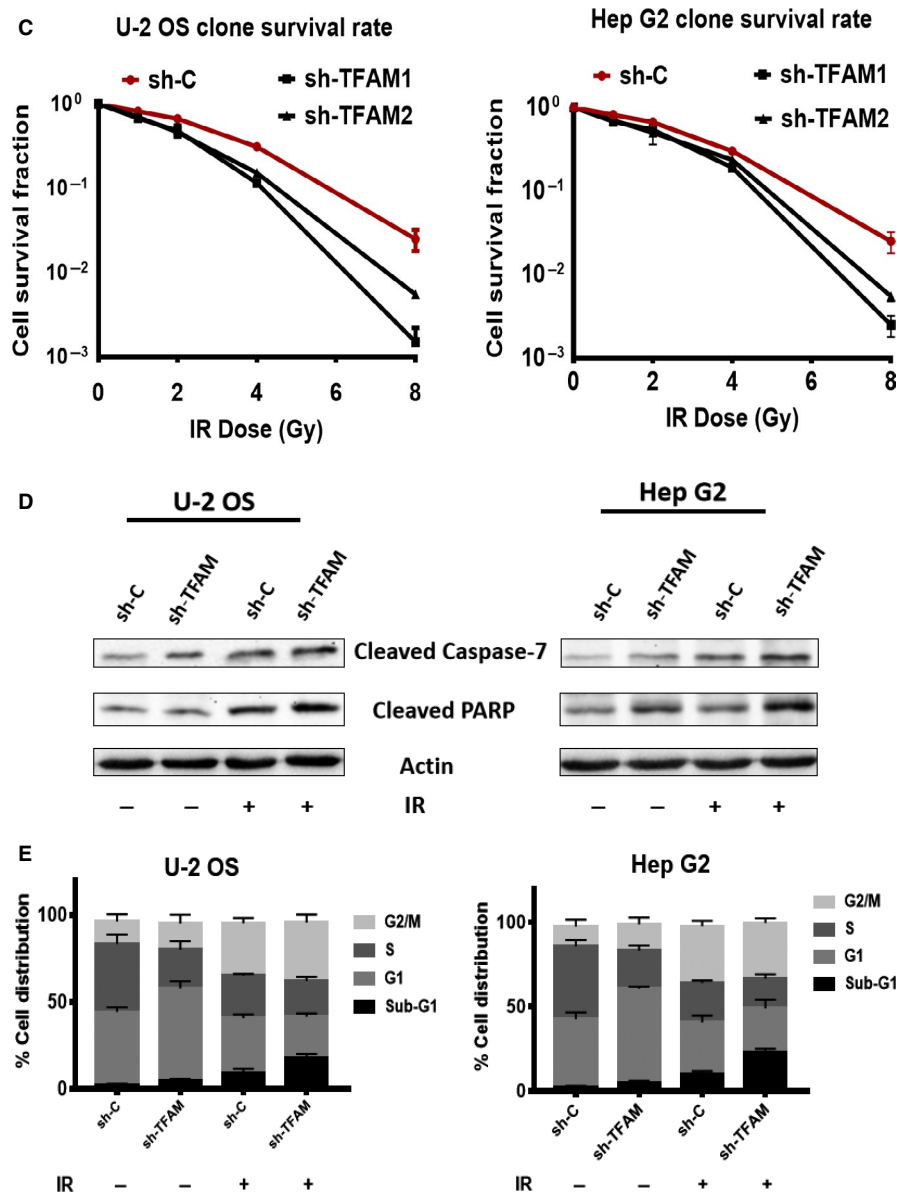 C
U-2 OS clone survival rate
sh-C
sh-TFAM1
sh-TFAM2
Cell survival fraction
10⁰
10⁻¹
10⁻²
10⁻³
0 2 4 8
IR Dose (Gy)
Hep G2 clone survival rate
sh-C
sh-TFAM1
sh-TFAM2
Cell survival fraction
10⁰
10⁻¹
10⁻²
10⁻³
0 2 4 6 8
IR Dose (Gy)
D
U-2 OS
Hep G2
sh-C sh-TFAM sh-C sh-TFAM
sh-C sh-TFAM sh-C sh-TFAM
Cleaved Caspase-7
Cleaved PARP
Actin
– – + + IR – – + +
E
U-2 OS
% Cell distribution
100
50
0
G2/M
S
G1
Sub-G1
sh-C sh-TFAM sh-C sh-TFAM
IR – – + +
Hep G2
% Cell distribution
100
50
0
G2/M
S
G1
Sub-G1
sh-C sh-TFAM sh-C sh-TFAM
IR – – + +